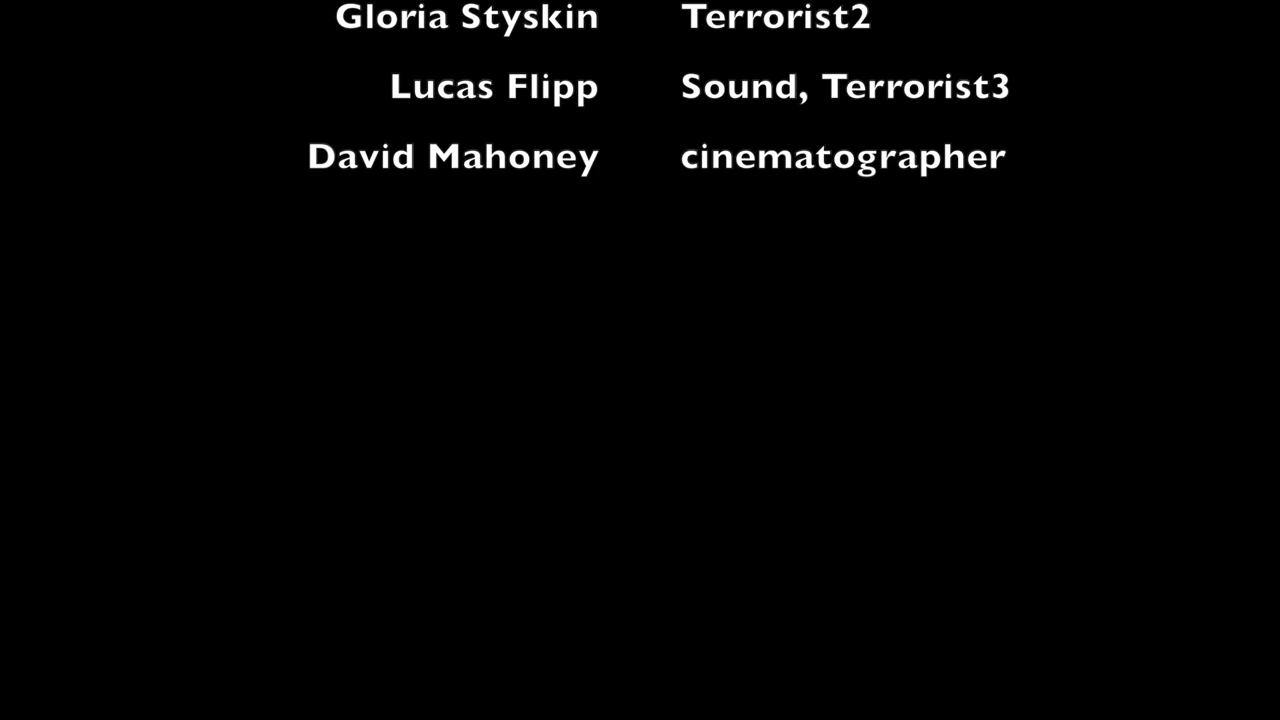 Gloria Styskin Terrorist2
Lucas Flipp Sound, Terrorist3
David Mahoney cinematographer